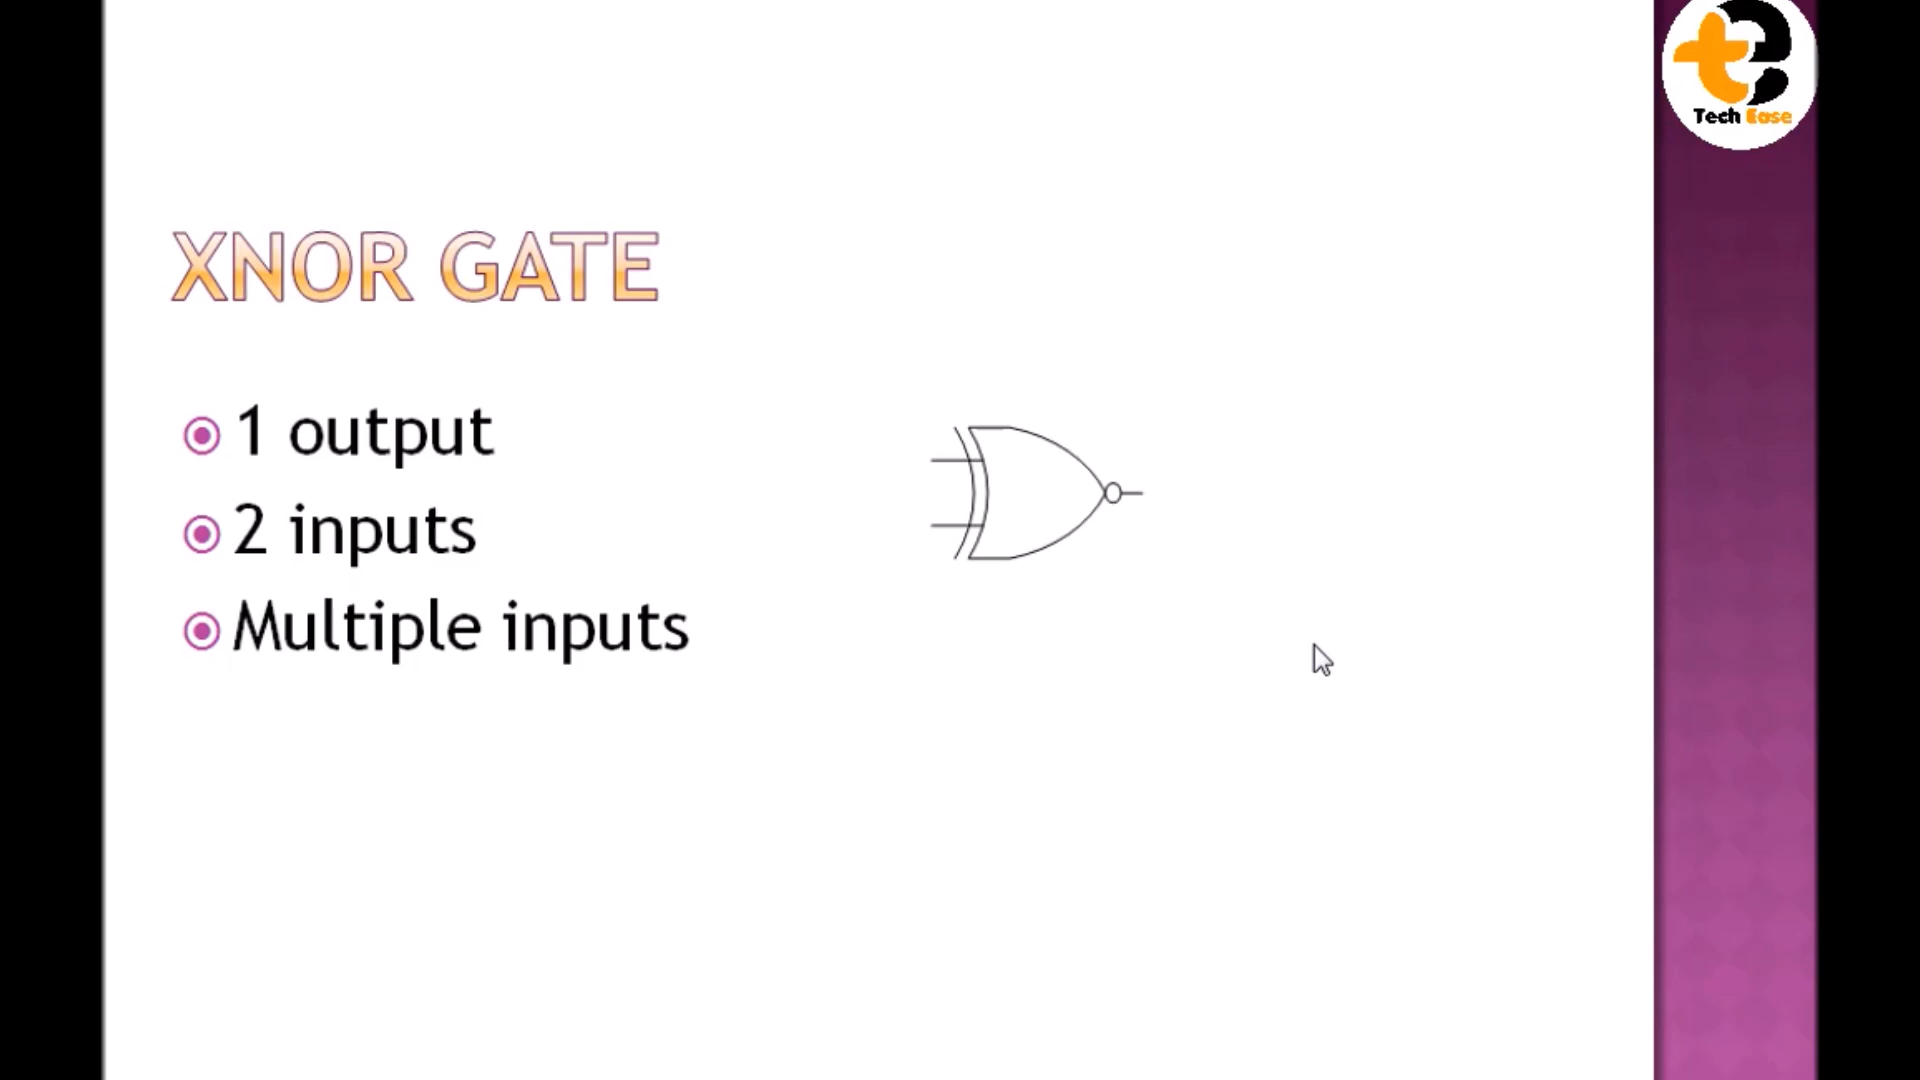 Tech Ease
XNOR GATE
1 output
2 inputs
Multiple inputs